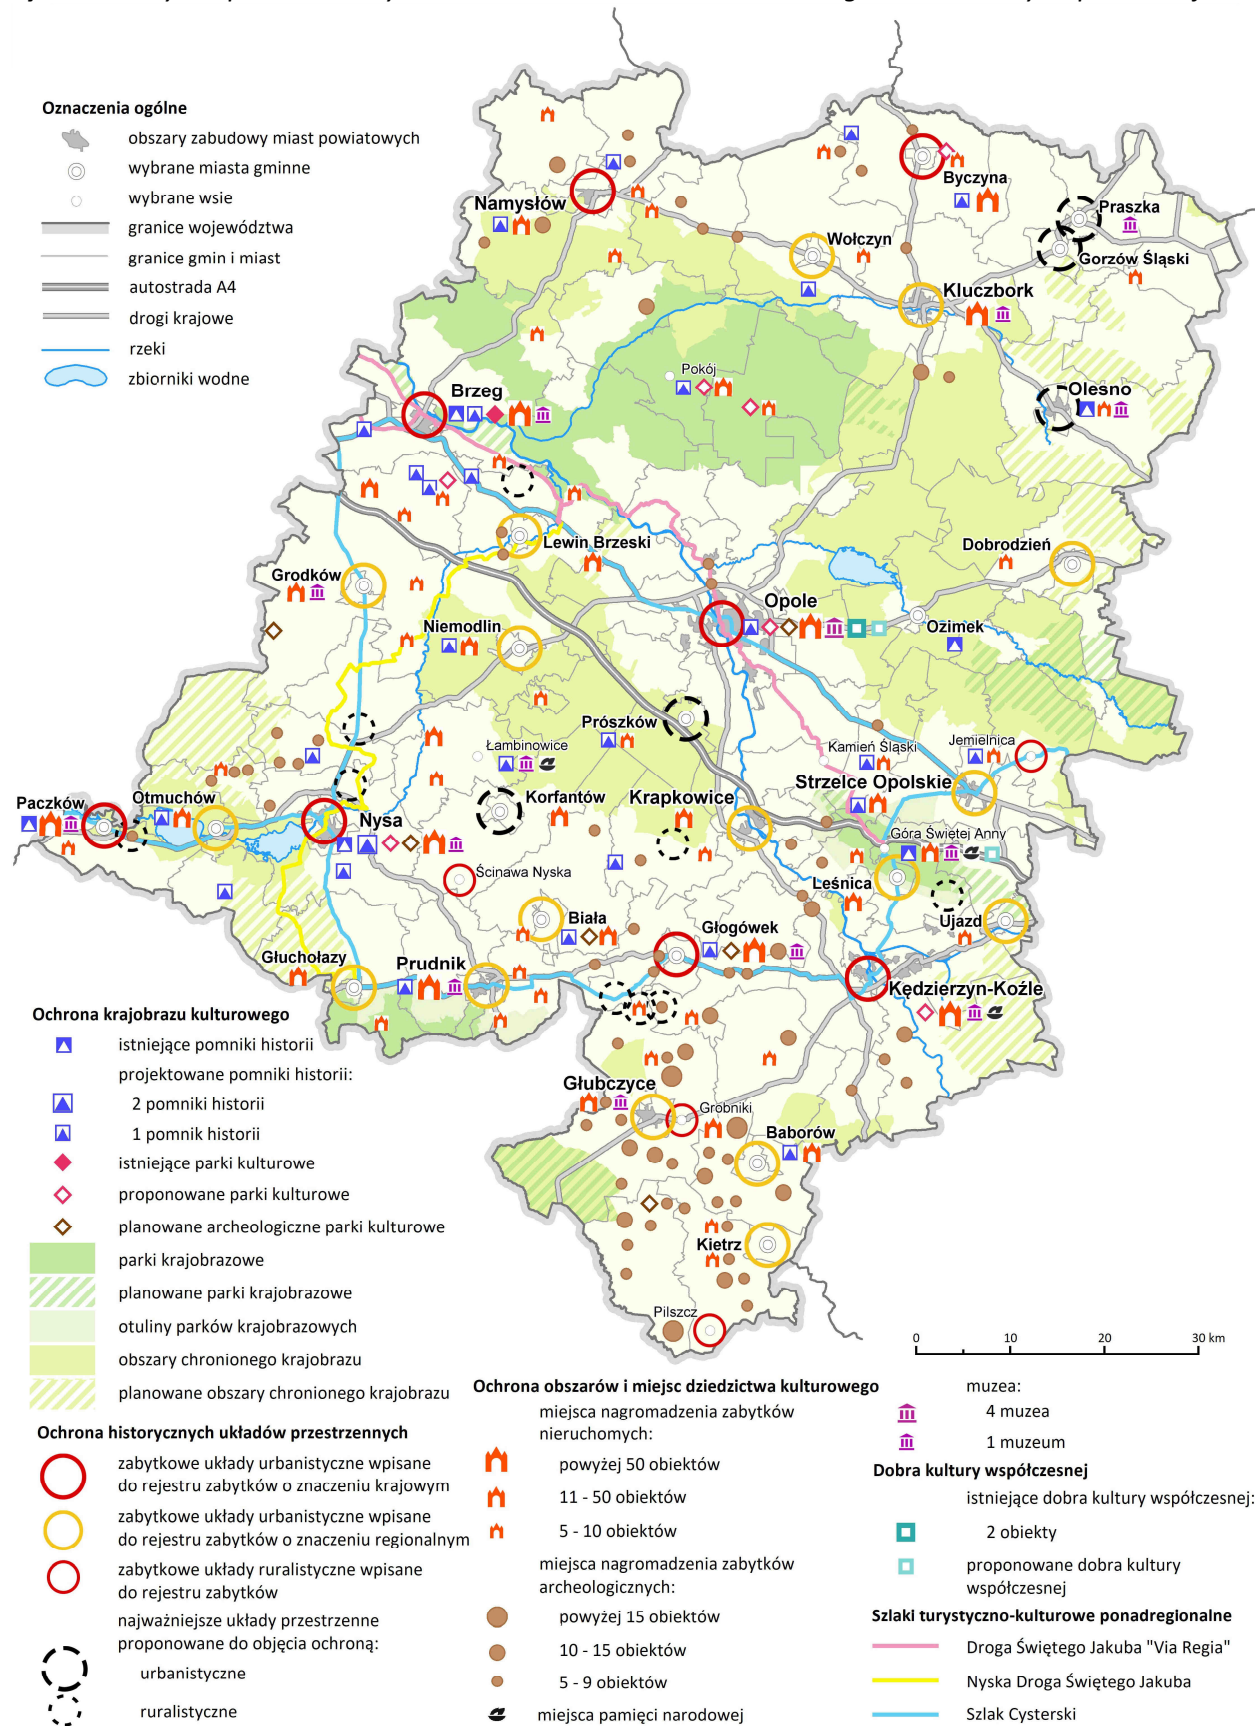 Oznaczenia ogólne
obszary zabudowy miast powiatowych
wybrane miasta gminne
wybrane wsie
granice województwa
granice gmin i miast
autostrada A4
drogi krajowe
rzeki
zbiorniki wodne
Namysłów
Byczyna
Praszka
Wołczyn
Gorzów Śląski
Kluczbork
Pokój
Brzeg
Olesno
Lewin Brzeski
Dobrodzień
Grodków
Opole
Niemodlin
Ozimek
Prószków
Łambinowice
Kamień Śląski
Jemielnica
Strzelce Opolskie
Paczków
Otmuchów
Korfantów
Krapkowice
Nysa
Góra Świętej Anny
Ścinawa Nyska
Leśnica
Biała
Głogówek
Ujazd
Głuchołazy
Prudnik
Kędzierzyn-Koźle
Głubczyce
Grobniki
Baborów
Kietrz
Pilszcz
0 10 20 30 km
Ochrona krajobrazu kulturowego
istniejące pomniki historii
projektowane pomniki historii:
2 pomniki historii
1 pomnik historii
istniejące parki kulturowe
proponowane parki kulturowe
planowane archeologiczne parki kulturowe
parki krajobrazowe
planowane parki krajobrazowe
otuliny parków krajobrazowych
obszary chronionego krajobrazu
planowane obszary chronionego krajobrazu
Ochrona historycznych układów przestrzennych
zabytkowe układy urbanistyczne wpisane
do rejestru zabytków o znaczeniu krajowym
zabytkowe układy urbanistyczne wpisane
do rejestru zabytków o znaczeniu regionalnym
zabytkowe układy ruralistyczne wpisane
do rejestru zabytków
najważniejsze układy przestrzenne
proponowane do objęcia ochroną:
urbanistyczne
ruralistyczne
Ochrona obszarów i miejsc dziedzictwa kulturowego
miejsca nagromadzenia zabytków
nieruchomych:
powyżej 50 obiektów
11 - 50 obiektów
5 - 10 obiektów
miejsca nagromadzenia zabytków
archeologicznych:
powyżej 15 obiektów
10 - 15 obiektów
5 - 9 obiektów
miejsca pamięci narodowej
muzea:
4 muzea
1 muzeum
Dobra kultury współczesnej
istniejące dobra kultury współczesnej:
2 obiekty
proponowane dobra kultury
współczesnej
Szlaki turystyczno-kulturowe ponadregionalne
Droga Świętego Jakuba "Via Regia"
Nyska Droga Świętego Jakuba
Szlak Cysterski